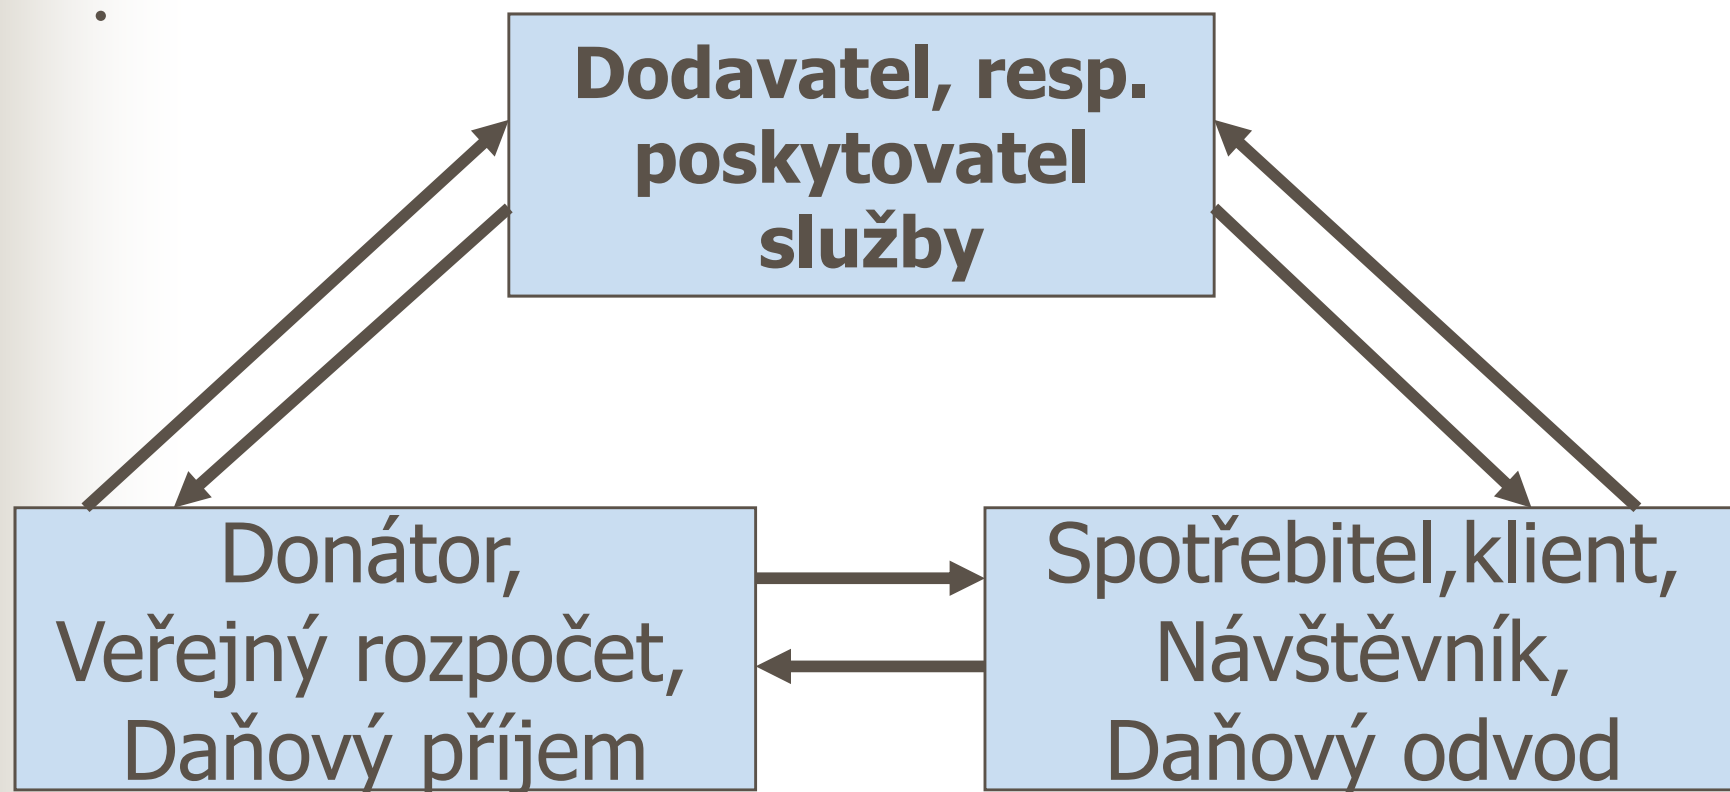 Dodavatel, resp.
poskytovatel
služby
Donátor,
Veřejný rozpočet,
Daňový příjem
Spotřebitel,klient,
Návštěvník,
Daňový odvod